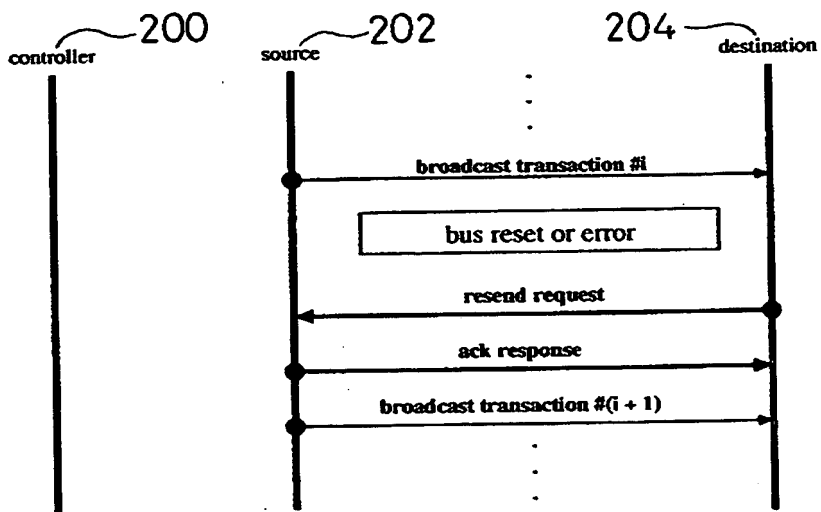 200
202
204
controller
source
destination
broadcast transaction #i
bus reset or error
resend request
ack response
broadcast transaction #(i + 1)